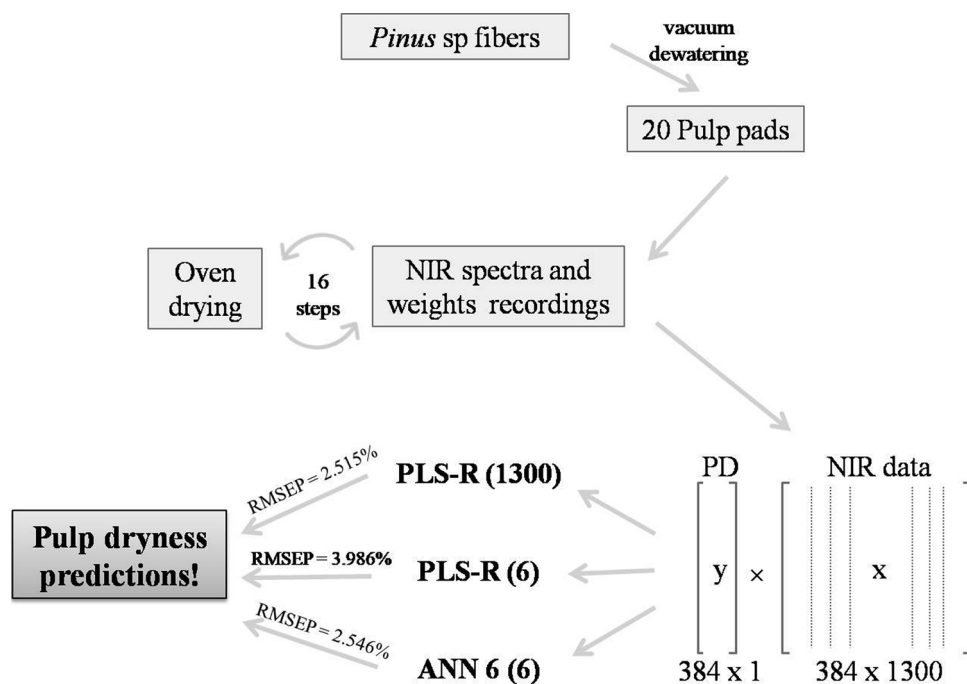 Pinus sp fibers
vacuum
dewatering
20 Pulp pads
Oven
drying
16
steps
NIR spectra and
weights recordings
PD
NIR data
y
×
x
384 x 1
384 x 1300
PLS-R (1300)
PLS-R (6)
ANN 6 (6)
RMSEP = 2.515%
RMSEP = 3.986%
RMSEP = 2.546%
Pulp dryness
predictions!